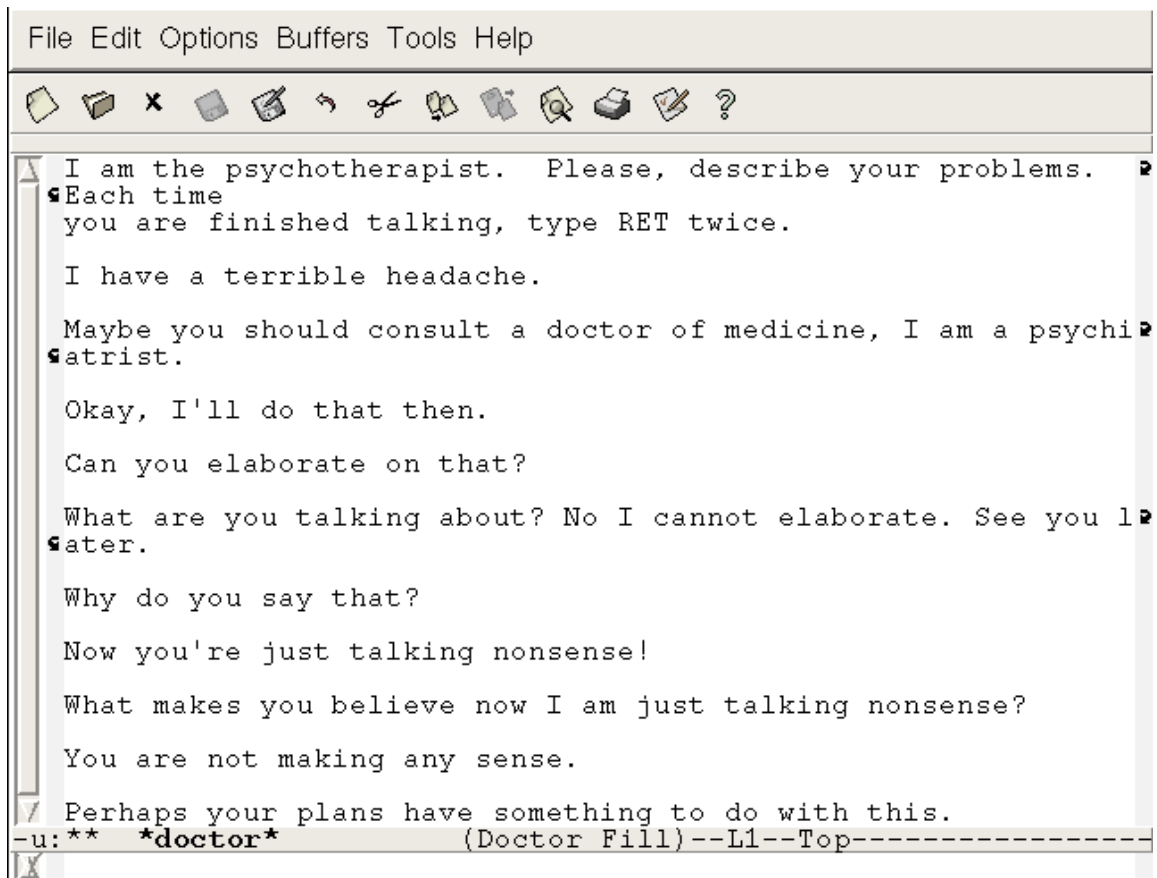 File Edit Options Buffers Tools Help
I am the psychotherapist.  Please, describe your problems.
Each time
you are finished talking, type RET twice.
I have a terrible headache.
Maybe you should consult a doctor of medicine, I am a psychi
atrist.
Okay, I'll do that then.
Can you elaborate on that?
What are you talking about? No I cannot elaborate. See you l
ater.
Why do you say that?
Now you're just talking nonsense!
What makes you believe now I am just talking nonsense?
You are not making any sense.
Perhaps your plans have something to do with this.
-u:**  *doctor*            (Doctor Fill)--L1--Top-----------------